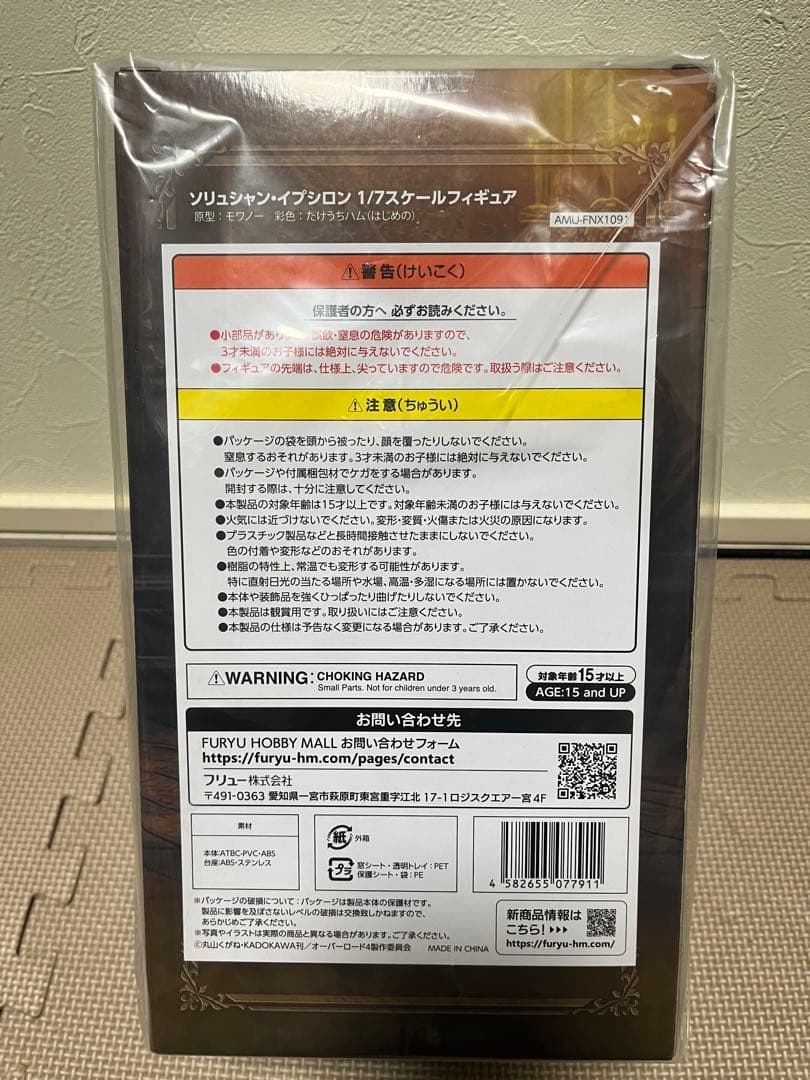 ソリュシャン・イプシロン 1/7スケールフィギュア
原型：モワノー 彩色：たけうちハム（はじめの）
AMU-FNX1091
⚠警告（けいこく）
保護者の方へ 必ずお読みください。
●小部品があり 誤飲・窒息の危険がありますので、
3才未満のお子様には絶対に与えないでください。
●フィギュアの先端は、仕様上、尖っていますので危険です。取扱う際はご注意ください。
⚠注意（ちゅうい）
●パッケージの袋を頭から被ったり、顔を覆ったりしないでください。
窒息するおそれがあります。3才未満のお子様には絶対に与えないでください。
●パッケージや付属梱包材でケガをする場合があります。
開封する際は、十分に注意してください。
●本製品の対象年齢は15才以上です。対象年齢未満のお子様には与えないでください。
●火気には近づけないでください。変形・変質・火傷または火災の原因になります。
●プラスチック製品などと長時間接触させたままにしないでください。
色の付着や変形などのおそれがあります。
●樹脂の特性上、常温でも変形する可能性があります。
特に直射日光の当たる場所や水場、高温・多湿になる場所には置かないでください。
●本体や装飾品を強くひっぱったり曲げたりしないでください。
●本製品は観賞用です。取り扱いにはご注意ください。
●本製品の仕様は予告なく変更になる場合があります。ご了承ください。
⚠WARNING: CHOKING HAZARD
Small Parts. Not for children under 3 years old.
対象年齢15才以上
AGE:15 and UP
お問い合わせ先
FURYU HOBBY MALL お問い合わせフォーム
https://furyu-hm.com/pages/contact
フリュー株式会社
〒491-0363 愛知県一宮市萩原町東宮重字江北 17-1ロジスクエアー宮 4F
素材
本体:ATBC-PVC・ABS
台座:ABS・ステンレス
紙 外箱
プラ 窓シート・透明トレイ：PET
保護シート・袋：PE
4 582655 077911
※パッケージの破損について：パッケージは製品本体の保護材です。
製品に影響を及ぼさないレベルの破損は交換致しかねますので、
あらかじめご了承ください。
※写真やイラストは実際の商品と異なる場合があります。ご了承ください。
©丸山くがね・KADOKAWA刊／オーバーロード4製作委員会 MADE IN CHINA
新商品情報は
こちら！▶▶▶
https://furyu-hm.com/